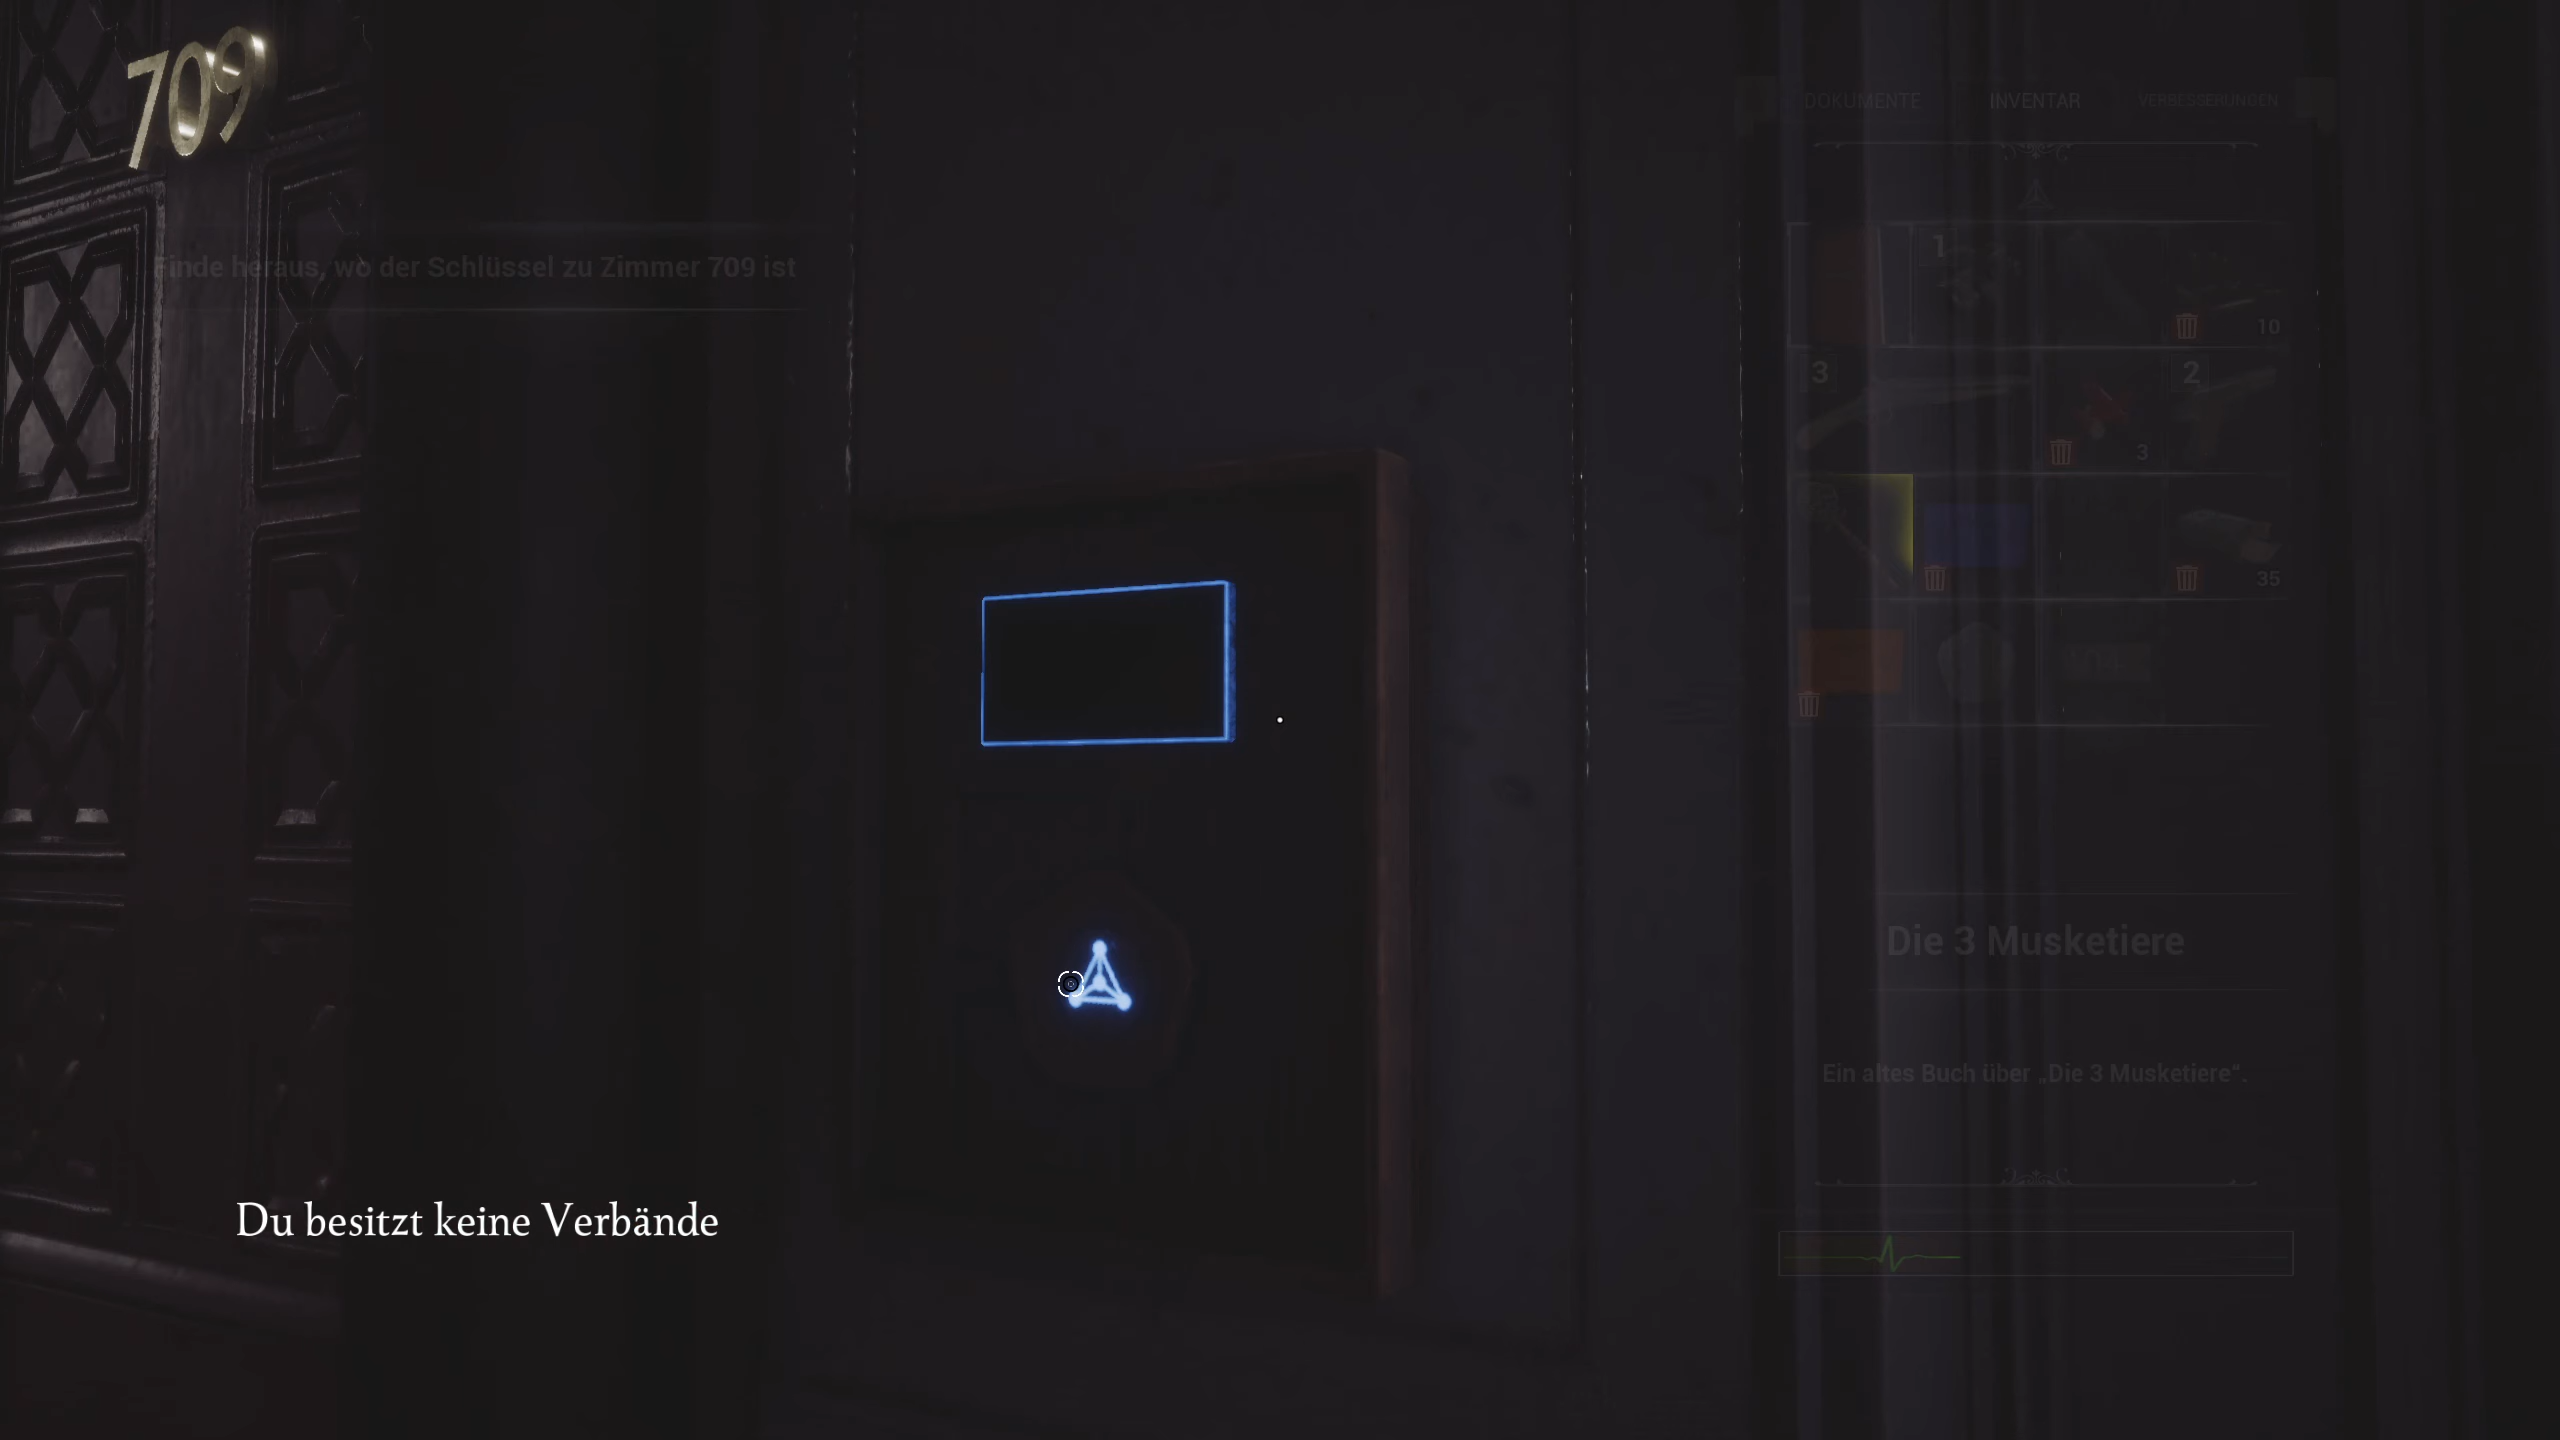 709
DOKUMENTE INVENTAR VERBESSERUNGEN
Finde heraus, wo der Schlüssel zu Zimmer 709 ist
1
10
3
2
3
35
Die 3 Musketiere
Ein altes Buch über „Die 3 Musketiere“.
Du besitzt keine Verbände